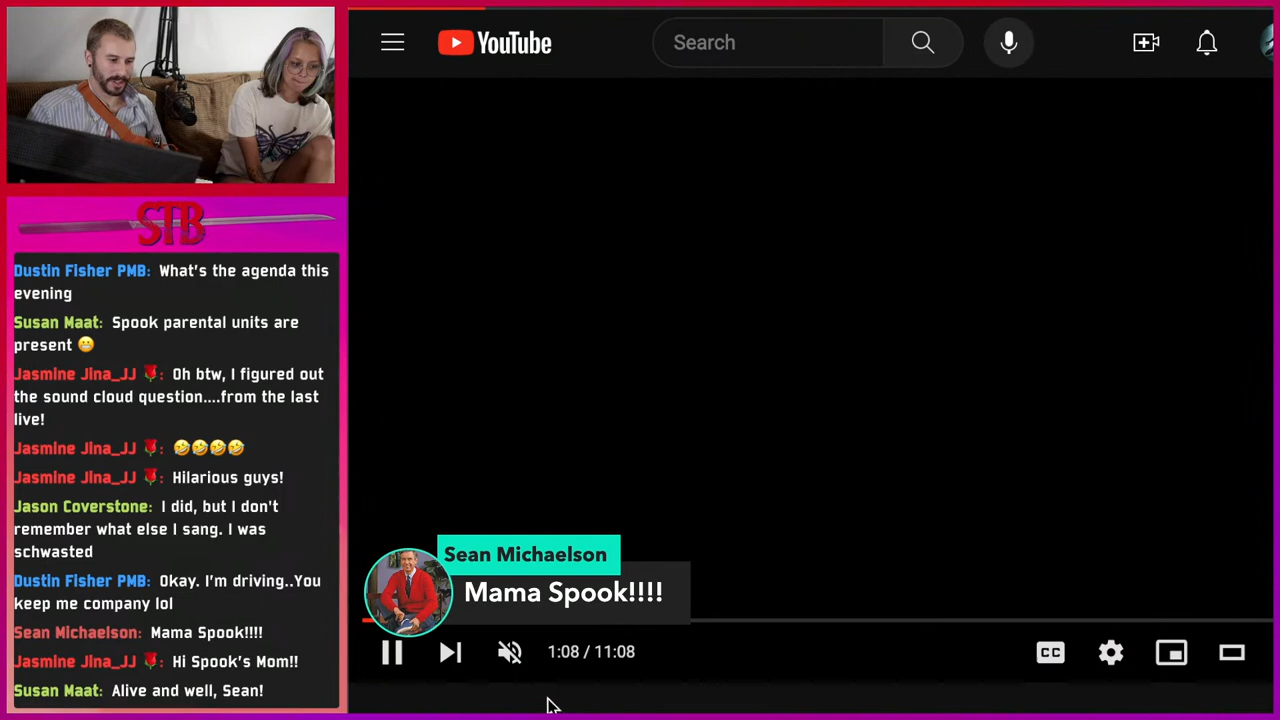 YouTube
Search
STB
Dustin Fisher PMB: What's the agenda this
evening
Susan Maat: Spook parental units are
present 😬
Jasmine Jina_JJ 🌹: Oh btw, I figured out
the sound cloud question....from the last
live!
Jasmine Jina_JJ 🌹: 🤣🤣🤣🤣
Jasmine Jina_JJ 🌹: Hilarious guys!
Jason Coverstone: I did, but I don't
remember what else I sang. I was
schwasted
Dustin Fisher PMB: Okay. I'm driving..You
keep me company lol
Sean Michaelson: Mama Spook!!!!
Jasmine Jina_JJ 🌹: Hi Spook's Mom!!
Susan Maat: Alive and well, Sean!
Sean Michaelson
Mama Spook!!!!
1:08 / 11:08
CC